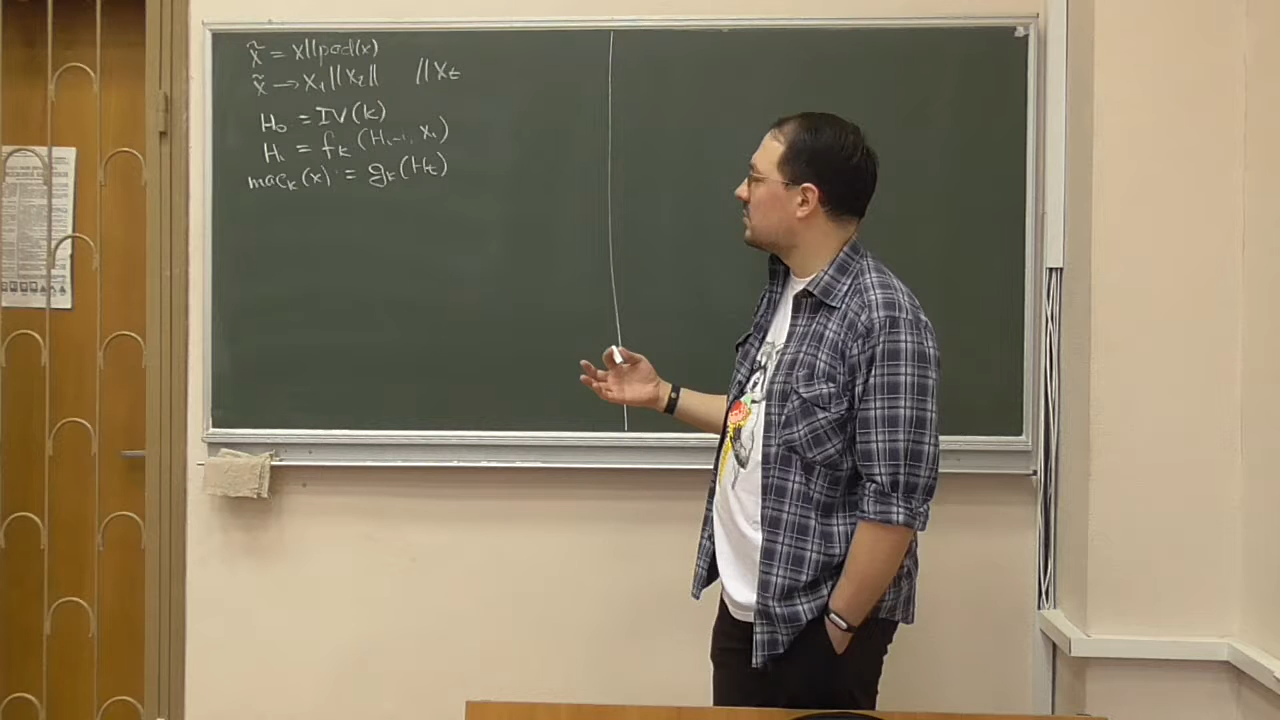 x̃ = x||pad(x)
x̃ → x₁||x₂|| ||xₜ
H₀ = IV(k)
Hᵢ = fₖ(Hᵢ₋₁, xᵢ)
macₖ(x) = gₖ(Hₜ)